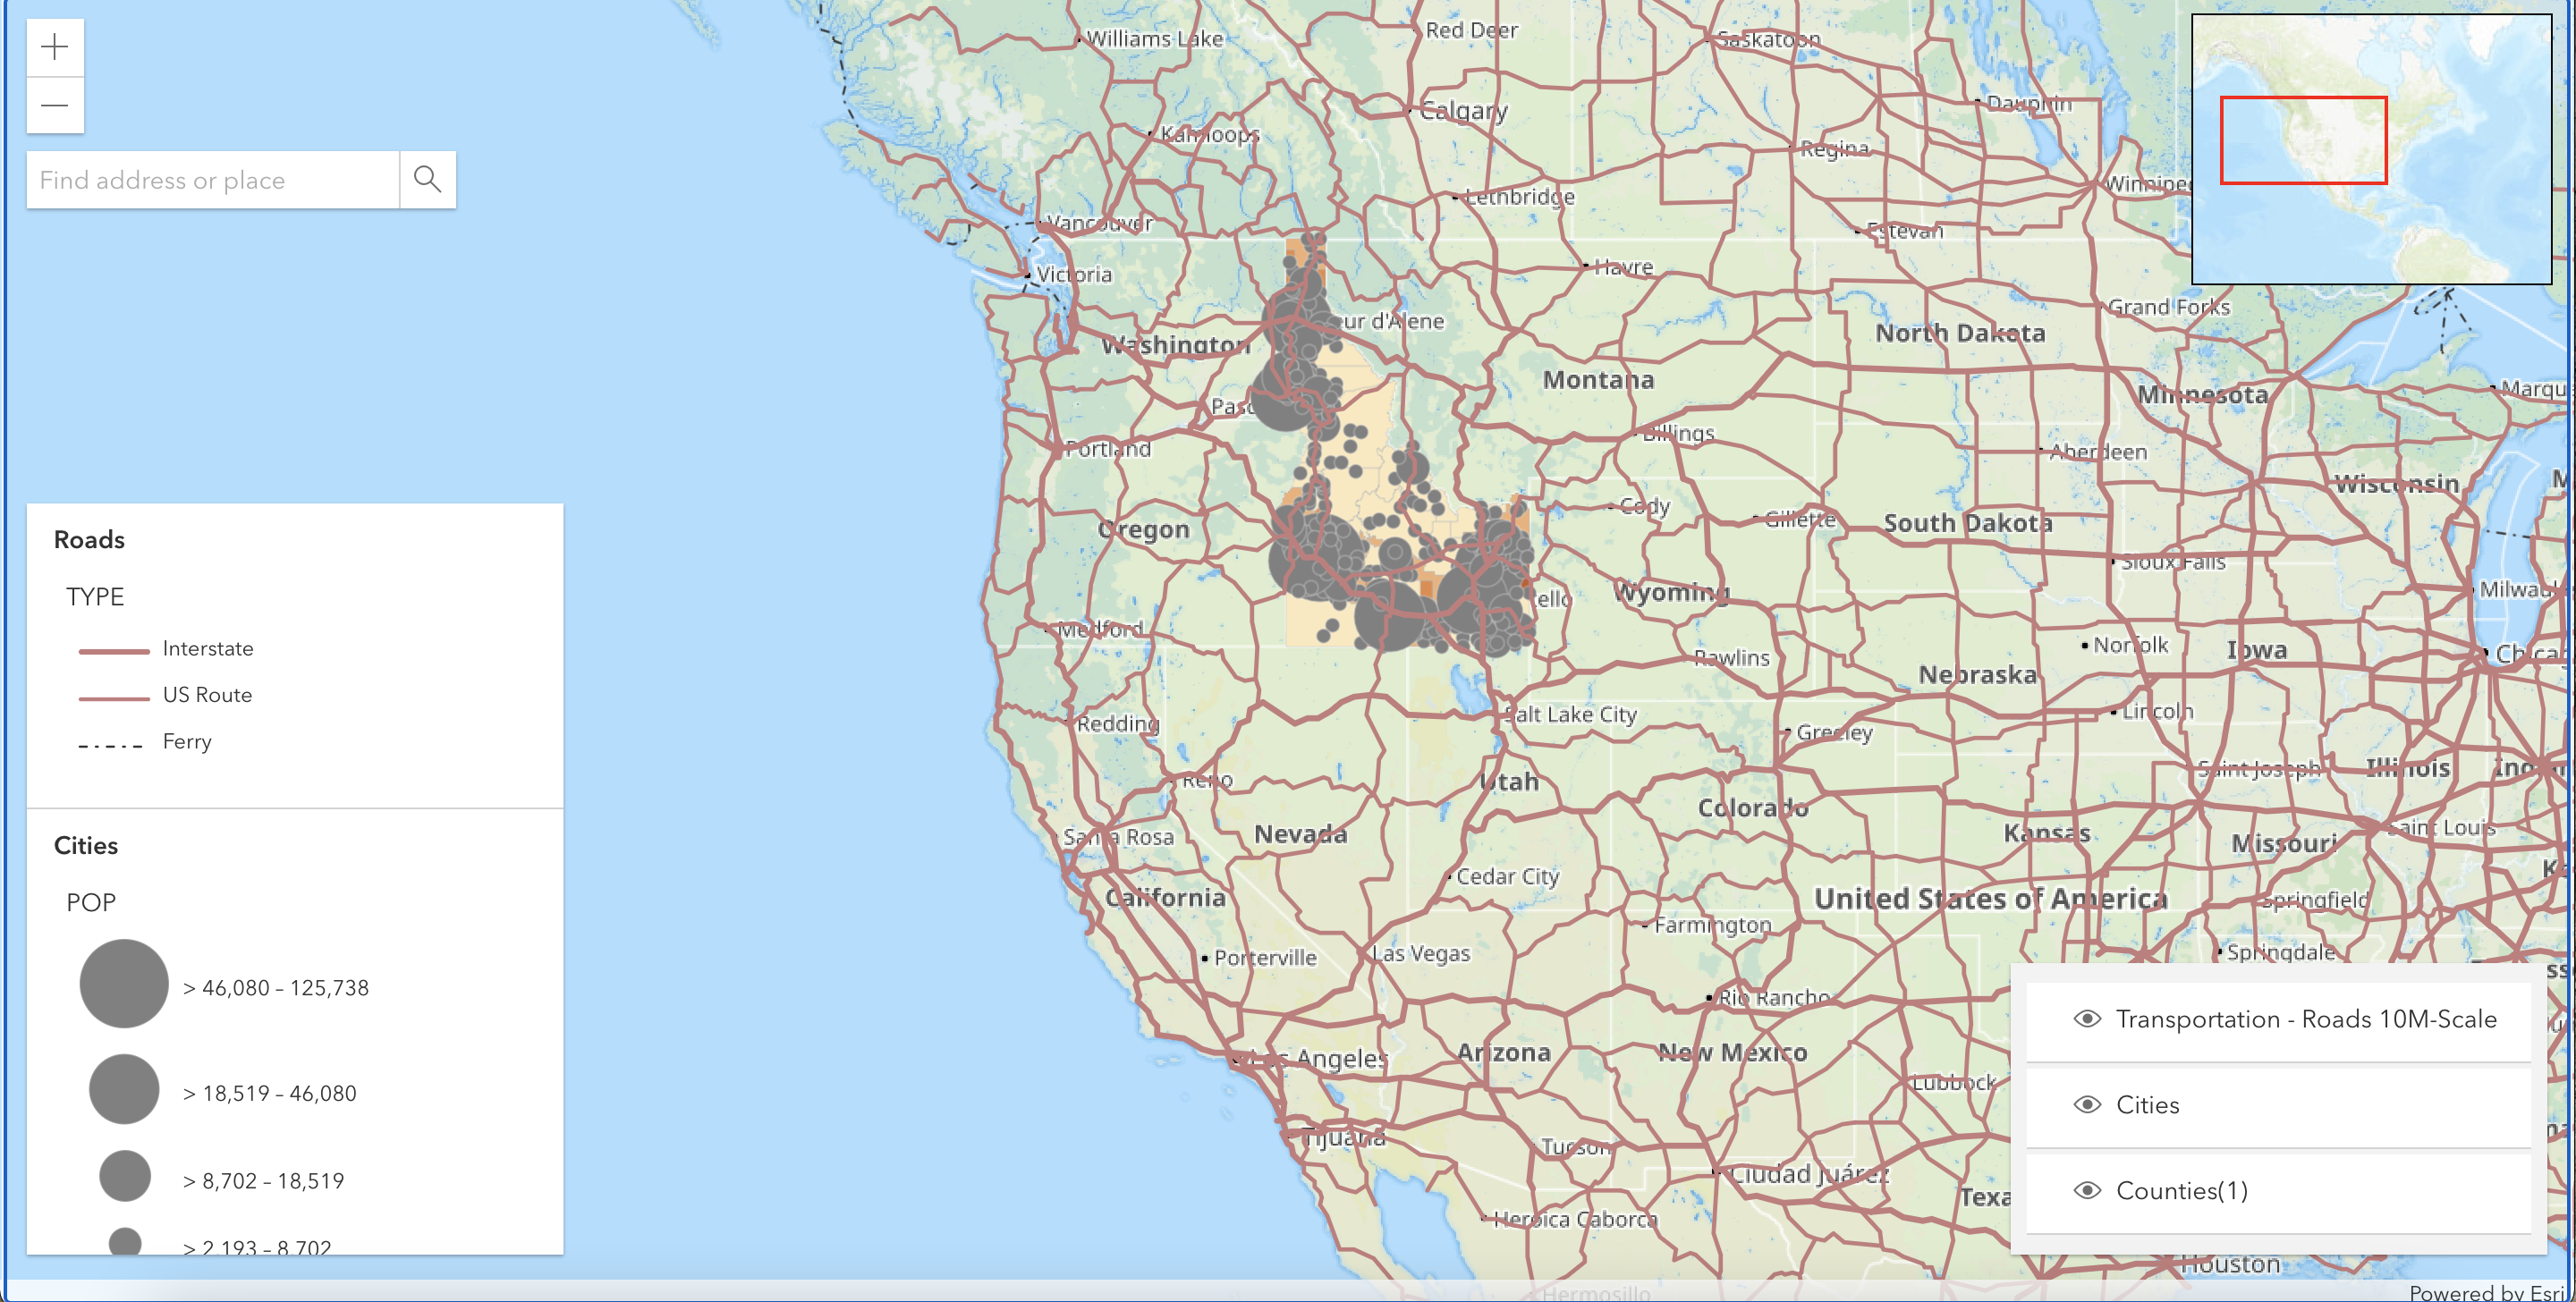 Williams Lake
Red Deer
Saskatoon
Dauphin
Calgary
Kamloops
Regina
Winnipe
Find address or place
Lethbridge
Vancouver
Estevan
Victoria
Havre
Grand Forks
eur d'Alene
North Dakota
Washington
Montana
Minnesota
Marqu
Pasc
Billings
Portland
Aberdeen
Wisconsin
M
Cody
Gillette
South Dakota
Oregon
Roads
Sioux Falls
TYPE
Wyoming
ello
Milwau
Medford
Interstate
Norfolk
Iowa
Chicag
Rawlins
Nebraska
US Route
Salt Lake City
Lincoln
Redding
Greeley
Ferry
Reno
Utah
Saint Joseph
Illinois
Colorado
Santa Rosa
Nevada
Kansas
Missouri
Saint Louis
Cities
Cedar City
California
United States of America
Springfield
POP
Farmington
Porterville
Las Vegas
Springdale
> 46,080 – 125,738
Rio Rancho
Transportation - Roads 10M-Scale
Los Angeles
Arizona
New Mexico
Lubbock
> 18,519 – 46,080
Cities
Tijuana
Tucson
Ciudad Juárez
> 8,702 – 18,519
Texa
Counties(1)
Heroica Caborca
> 2,193 – 8,702
Houston
Hermosillo
Powered by Esri